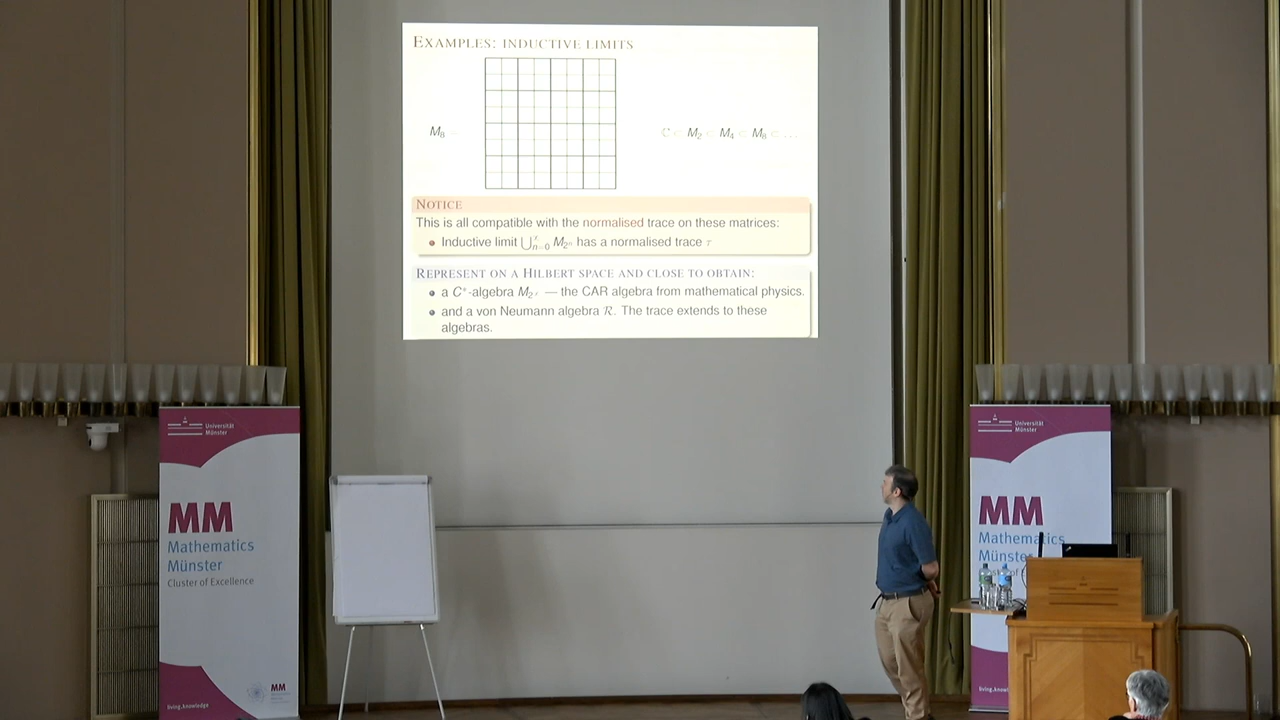 EXAMPLES: INDUCTIVE LIMITS
M₈ =
ℂ ⊂ M₂ ⊂ M₄ ⊂ M₈ ⊂ ...
NOTICE
This is all compatible with the normalised trace on these matrices:
Inductive limit ⋃ₙ₌₀ M₂ⁿ has a normalised trace τ
REPRESENT ON A HILBERT SPACE AND CLOSE TO OBTAIN:
a C*-algebra M₂ — the CAR algebra from mathematical physics.
and a von Neumann algebra R. The trace extends to these
algebras.
Universität
Münster
MM
Mathematics
Münster
Cluster of Excellence
living.knowledge
MM
Universität
Münster
MM
Mathematics
Münster
of